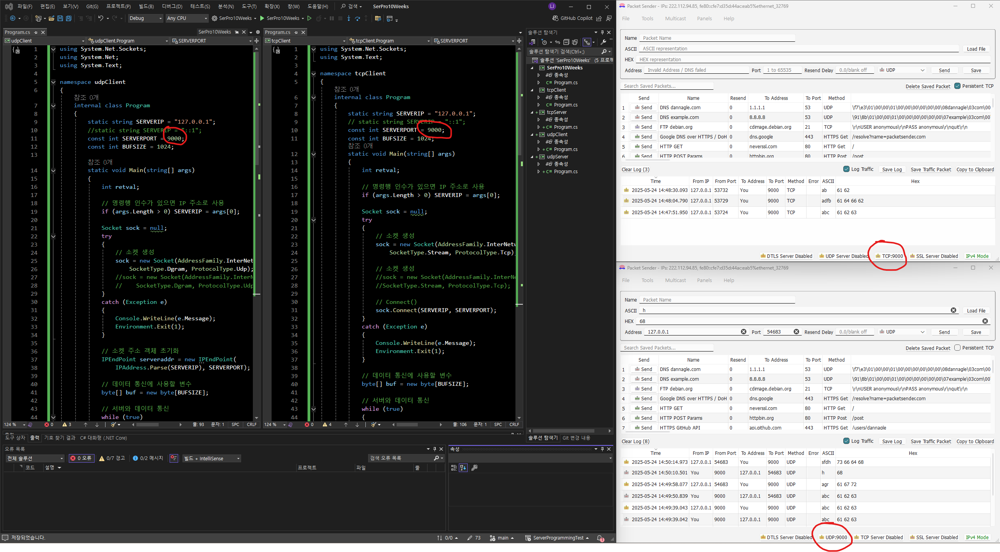 파일(F) 편집(E) 보기(V) Git(G) 프로젝트(P) 빌드(B) 디버그(D) 테스트(S) 분석(N) 도구(T) 확장(X) 창(W) 도움말(H) 검색 SerPro10Weeks LJ
Debug Any CPU SerPro10Weeks SerPro10Weeks GitHub Copilot
Program.cs SerPro10Weeks
udpClient udpClient.Program SERVERPORT
1 using System.Net.Sockets;
2 using System.Net;
3 using System.Text;
4
5 namespace udpClient
6 {
참조 0개
7 internal class Program
8 {
9 static string SERVERIP = "127.0.0.1";
10 //static string SERVERIP = "::1";
11 const int SERVERPORT = 9000;
12 const int BUFSIZE = 1024;
13
참조 0개
14 static void Main(string[] args)
15 {
16 int retval;
17
18 // 명령행 인수가 있으면 IP 주소로 사용
19 if (args.Length > 0) SERVERIP = args[0];
20
21 Socket sock = null;
22 try
23 {
24 // 소켓 생성
25 sock = new Socket(AddressFamily.InterNet
26 SocketType.Dgram, ProtocolType.Udp);
27 //sock = new Socket(AddressFamily.InterN
28 // SocketType.Dgram, ProtocolType.Udp
29 }
30 catch (Exception e)
31 {
32 Console.WriteLine(e.Message);
33 Environment.Exit(1);
34 }
35
36 // 소켓 주소 객체 초기화
37 IPEndPoint serveraddr = new IPEndPoint(
38 IPAddress.Parse(SERVERIP), SERVERPORT);
39
40 // 데이터 통신에 사용할 변수
41 byte[] buf = new byte[BUFSIZE];
42
43 // 서버와 데이터 통신
44 while (true)
124 % 0 3 줄: 93 문자: 1 SPC CRLF
Program.cs
tcpClient tcpClient.Program SERVERPORT
1 using System.Net.Sockets;
2 using System.Text;
3
4 namespace tcpClient
5 {
참조 0개
6 internal class Program
7 {
8 static string SERVERIP = "127.0.0.1";
9 // static string SERVERIP = "::1";
10 const int SERVERPORT = 9000;
11 const int BUFSIZE = 1024;
참조 0개
12 static void Main(string[] args)
13 {
14 int retval;
15
16 // 명령행 인수가 있으면 IP 주소로 사용
17 if (args.Length > 0) SERVERIP = args[0];
18
19 Socket sock = null;
20 try
21 {
22 // 소켓 생성
23 sock = new Socket(AddressFamily.InterNetw
24 SocketType.Stream, ProtocolType.Tcp)
25
26 // 소켓 생성
27 //sock = new Socket(AddressFamily.InterNe
28 //SocketType.Stream, ProtocolType.Tcp);
29
30 // Connect()
31 sock.Connect(SERVERIP, SERVERPORT);
32 }
33 catch (Exception e)
34 {
35 Console.WriteLine(e.Message);
36 Environment.Exit(1);
37 }
38
39 // 데이터 통신에 사용할 변수
40 byte[] buf = new byte[BUFSIZE];
41
42 // 서버와 데이터 통신
43 while (true)
44 {
124 % 0 4 줄: 106 문자: 1 SPC CRLF
솔루션 탐색기
솔루션 탐색기 검색(Ctrl+;)
솔루션 'SerPro10Weeks' (5 프로젝
SerPro10Weeks
종속성
C# Program.cs
tcpClient
종속성
C# Program.cs
tcpServer
종속성
C# Program.cs
udpClient
종속성
C# Program.cs
udpServer
종속성
C# Program.cs
솔루션 탐색기 Git 변경 내용
도구 상자 출력 기호 찾기 결과 C# 대화형 (.NET Core)
오류 목록
전체 솔루션 0 오류 0/7 경고 0/2 메시지 빌드 + IntelliSense 검색 오류 목록
코드 설명 프로젝트 파일 줄
속성
저장되었습니다. 0/0 73 main ServerProgrammingTest 1
Packet Sender - IPs: 222.112.94.85, fe80::cfe7:d35d:44ac:eab5%ethernet_32769
File Tools Multicast Panels Help
Name Packet Name
ASCII ASCII representation Load File
HEX HEX representation
Address Invalid Address / DNS failed Port 1 to 65535 Resend Delay 0.0/blank off UDP Send Save
Search Saved Packets... Delete Saved Packet Persistent TCP
Send Name Resend To Address To Port Method
1 Send DNS dannagle.com 0 1.1.1.1 53 UDP \f7\e3\01\00\00\01\00\00\00\00\00\00\08dannagle\03com\00
2 Send DNS example.com 0 8.8.8.8 53 UDP \91\8b\01\00\00\01\00\00\00\00\00\00\07example\03com\00
3 Send FTP debian.org 0 cdimage.debian.org 21 TCP \r\nUSER anonymous\r\nPASS anonymous\r\nquit\r\n
4 Send Google DNS over HTTPS / DoH 0 dns.google 443 HTTPS Get /resolve?name=packetsender.com
5 Send HTTP GET 0 neverssl.com 80 HTTP Get /
6 Send HTTP POST Params 0 httpbin.org 80 HTTP Post /post
Clear Log (3) Log Traffic Save Log Save Traffic Packet Copy to Clipboard
Time From IP From Port To Address To Port Method Error ASCII Hex
2025-05-24 14:48:30.093 127.0.0.1 53732 You 9000 TCP ab 61 62
2025-05-24 14:48:04.790 127.0.0.1 53729 You 9000 TCP adfb 61 64 66 62
2025-05-24 14:47:51.950 127.0.0.1 53724 You 9000 TCP abc 61 62 63
DTLS Server Disabled UDP Server Disabled TCP:9000 SSL Server Disabled IPv4 Mode
Packet Sender - IPs: 222.112.94.85, fe80::cfe7:d35d:44ac:eab5%ethernet_32769
File Tools Multicast Panels Help
Name Packet Name
ASCII h Load File
HEX 68
Address 127.0.0.1 Port 54683 Resend Delay 0.0/blank off UDP Send Save
Search Saved Packets... Delete Saved Packet Persistent TCP
Send Name Resend To Address To Port Method
1 Send DNS dannagle.com 0 1.1.1.1 53 UDP \f7\e3\01\00\00\01\00\00\00\00\00\00\08dannagle\03com\00
2 Send DNS example.com 0 8.8.8.8 53 UDP \91\8b\01\00\00\01\00\00\00\00\00\00\07example\03com\00
3 Send FTP debian.org 0 cdimage.debian.org 21 TCP \r\nUSER anonymous\r\nPASS anonymous\r\nquit\r\n
4 Send Google DNS over HTTPS / DoH 0 dns.google 443 HTTPS Get /resolve?name=packetsender.com
5 Send HTTP GET 0 neverssl.com 80 HTTP Get /
6 Send HTTP POST Params 0 httpbin.org 80 HTTP Post /post
7 Send HTTPS GitHub API 0 api.github.com 443 HTTPS Get /users/dannagle
Clear Log (8) Log Traffic Save Log Save Traffic Packet Copy to Clipboard
Time From IP From Port To Address To Port Method Error ASCII Hex
2025-05-24 14:50:14.973 127.0.0.1 54683 You 9000 UDP sfdh 73 66 64 68
2025-05-24 14:50:10.501 You 9000 127.0.0.1 54683 UDP h 68
2025-05-24 14:49:58.077 127.0.0.1 54683 You 9000 UDP agr 61 67 72
2025-05-24 14:49:50.839 You 9000 127.0.0.1 54683 UDP abc 61 62 63
2025-05-24 14:49:39.043 127.0.0.1 9000 You 9000 UDP abc 61 62 63
2025-05-24 14:49:39.042 You 9000 127.0.0.1 9000 UDP abc 61 62 63
DTLS Server Disabled UDP:9000 TCP Server Disabled SSL Server Disabled IPv4 Mode